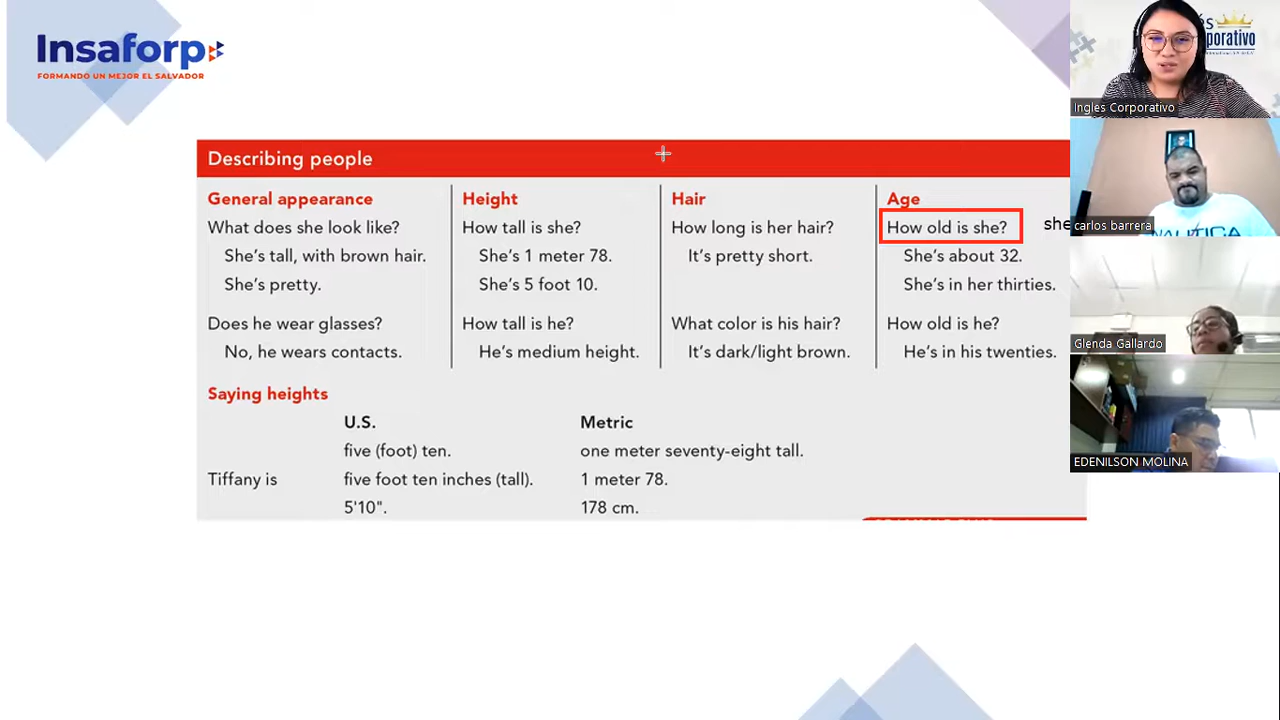 Insaforp
FORMANDO UN MEJOR EL SALVADOR
Describing people
General appearance
What does she look like?
She's tall, with brown hair.
She's pretty.
Does he wear glasses?
No, he wears contacts.
Height
How tall is she?
She's 1 meter 78.
She's 5 foot 10.
How tall is he?
He's medium height.
Hair
How long is her hair?
It's pretty short.
What color is his hair?
It's dark/light brown.
Age
How old is she?
She's about 32.
She's in her thirties.
How old is he?
He's in his twenties.
she
Saying heights
U.S.
Metric
five (foot) ten.
one meter seventy-eight tall.
Tiffany is
five foot ten inches (tall).
1 meter 78.
5'10".
178 cm.
Ingles Corporativo
carlos barrera
NAUTICA
Glenda Gallardo
EDENILSON MOLINA